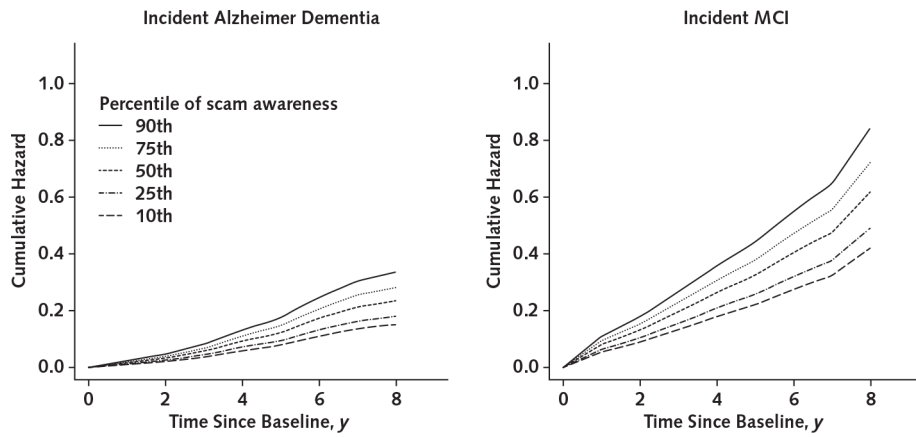 Incident Alzheimer Dementia
Cumulative Hazard
1.0
0.8
0.6
0.4
0.2
0.0
Percentile of scam awareness
90th
75th
50th
25th
10th
0 2 4 6 8
Time Since Baseline, y
Incident MCI
Cumulative Hazard
1.0
0.8
0.6
0.4
0.2
0.0
0 2 4 6 8
Time Since Baseline, y